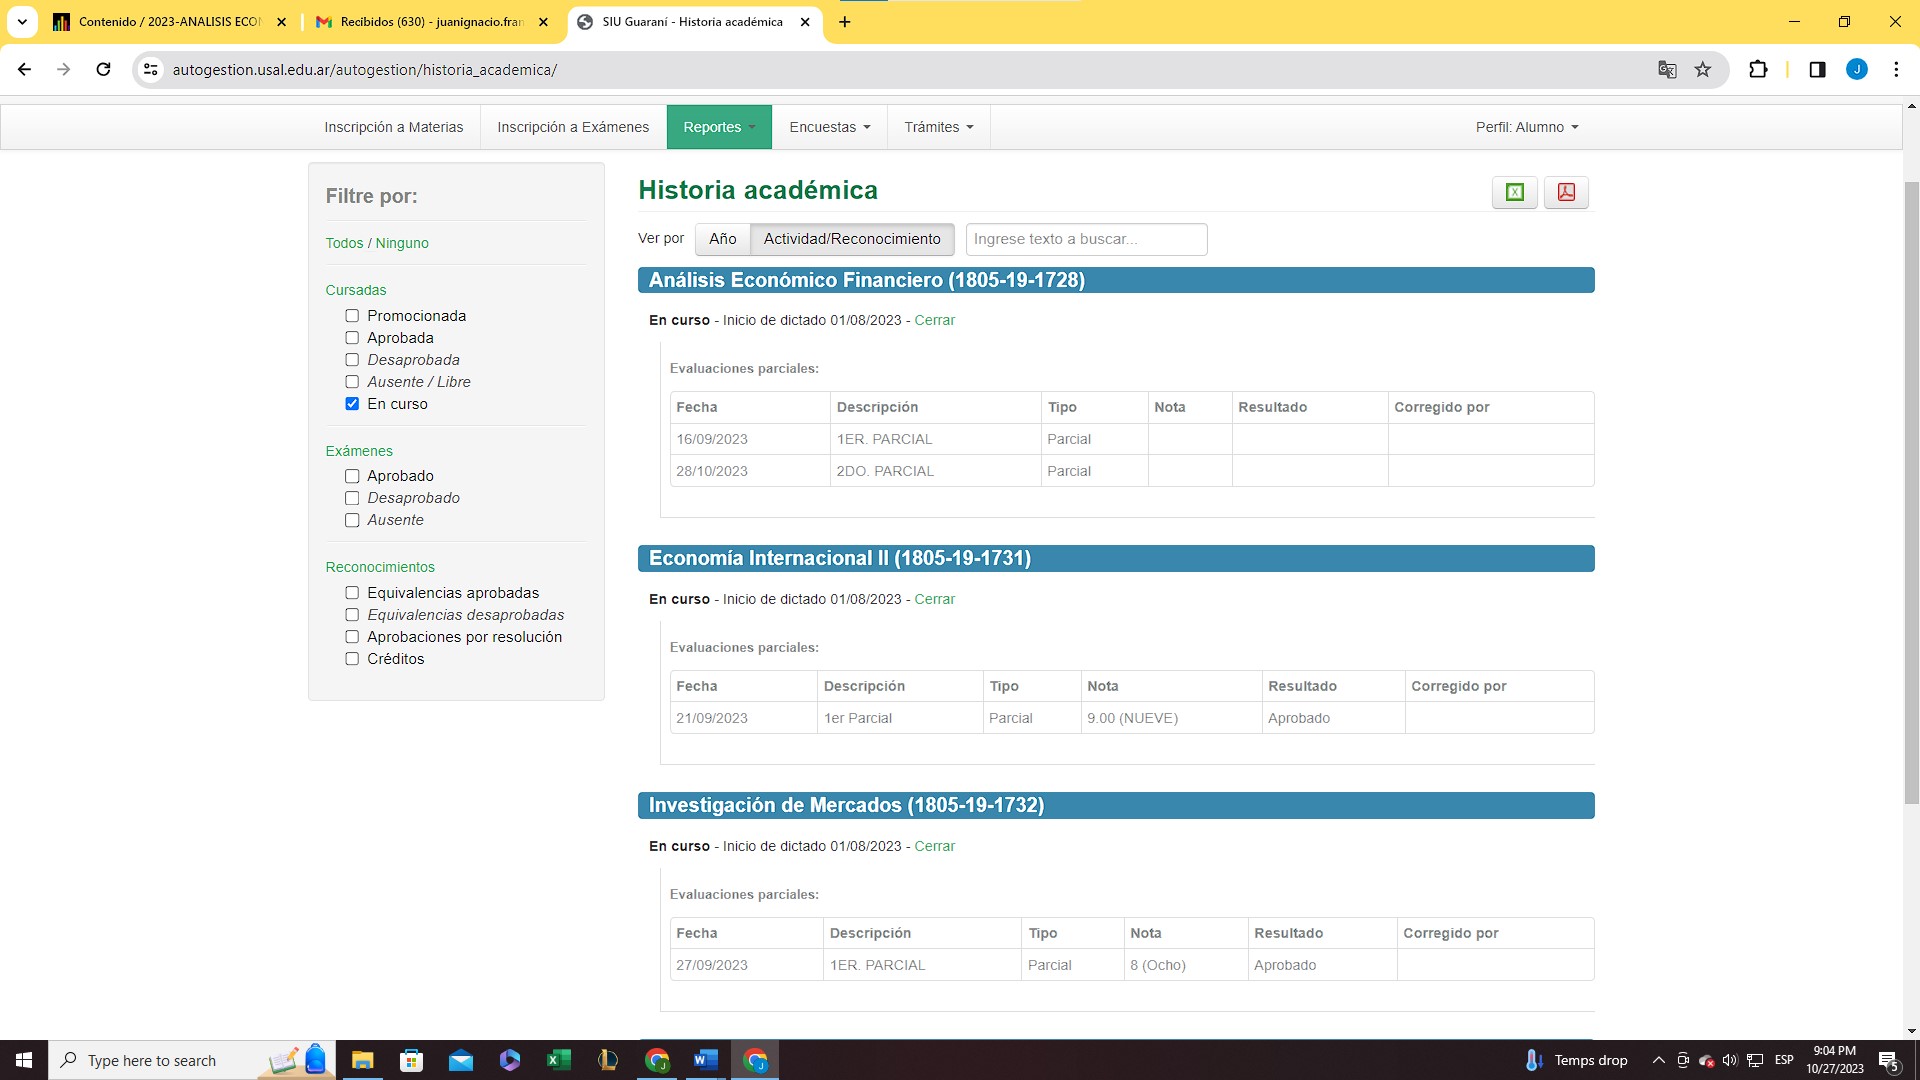 Contenido / 2023-ANALISIS ECON
Recibidos (630) - juanignacio.fran
SIU Guaraní - Historia académica
autogestion.usal.edu.ar/autogestion/historia_academica/
J
Inscripción a Materias
Inscripción a Exámenes
Reportes
Encuestas
Trámites
Perfil: Alumno
Filtre por:
Todos / Ninguno
Cursadas
Promocionada
Aprobada
Desaprobada
Ausente / Libre
En curso
Exámenes
Aprobado
Desaprobado
Ausente
Reconocimientos
Equivalencias aprobadas
Equivalencias desaprobadas
Aprobaciones por resolución
Créditos
Historia académica
Ver por Año Actividad/Reconocimiento Ingrese texto a buscar...
Análisis Económico Financiero (1805-19-1728)
En curso - Inicio de dictado 01/08/2023 - Cerrar
Evaluaciones parciales:
Fecha Descripción Tipo Nota Resultado Corregido por
16/09/2023 1ER. PARCIAL Parcial
28/10/2023 2DO. PARCIAL Parcial
Economía Internacional II (1805-19-1731)
En curso - Inicio de dictado 01/08/2023 - Cerrar
Evaluaciones parciales:
Fecha Descripción Tipo Nota Resultado Corregido por
21/09/2023 1er Parcial Parcial 9.00 (NUEVE) Aprobado
Investigación de Mercados (1805-19-1732)
En curso - Inicio de dictado 01/08/2023 - Cerrar
Evaluaciones parciales:
Fecha Descripción Tipo Nota Resultado Corregido por
27/09/2023 1ER. PARCIAL Parcial 8 (Ocho) Aprobado
Type here to search
Temps drop
ESP
9:04 PM
10/27/2023
5